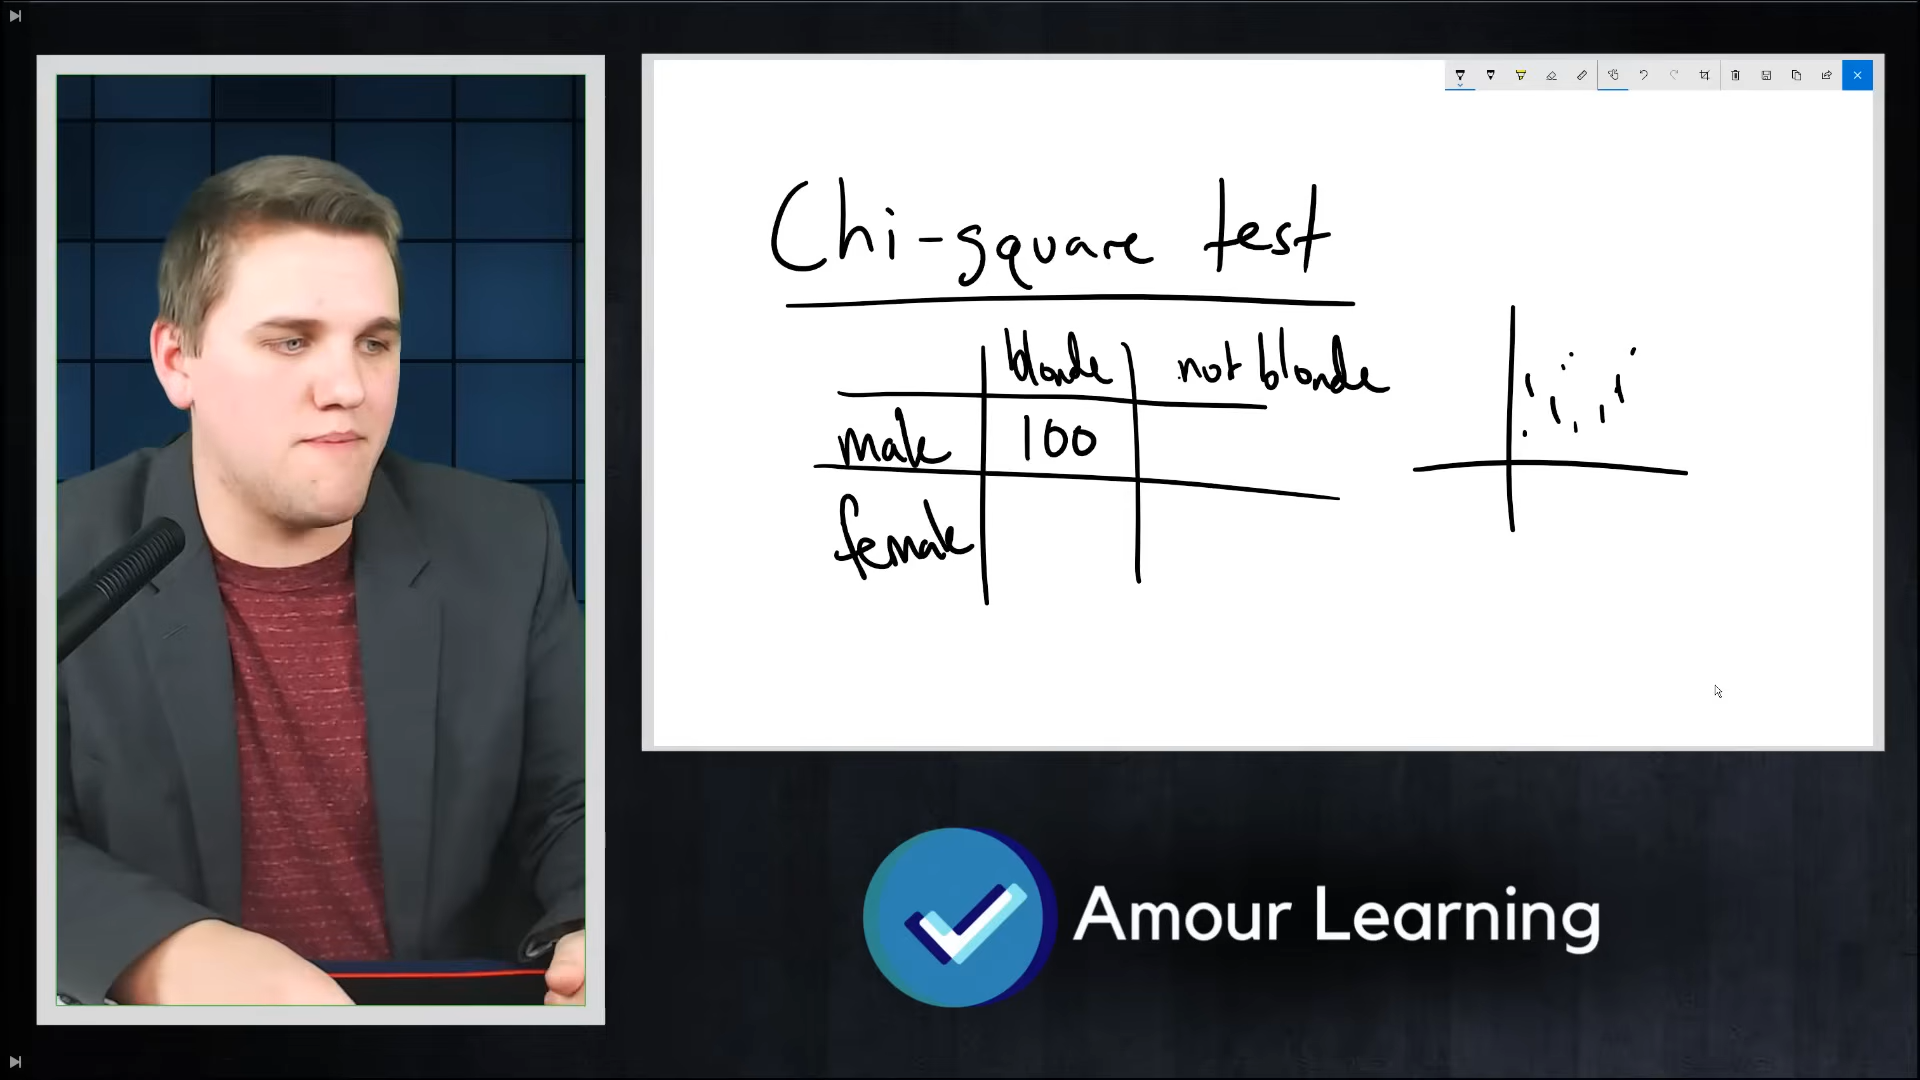 Chi-square test
blonde not blonde
male 100
female
Amour Learning